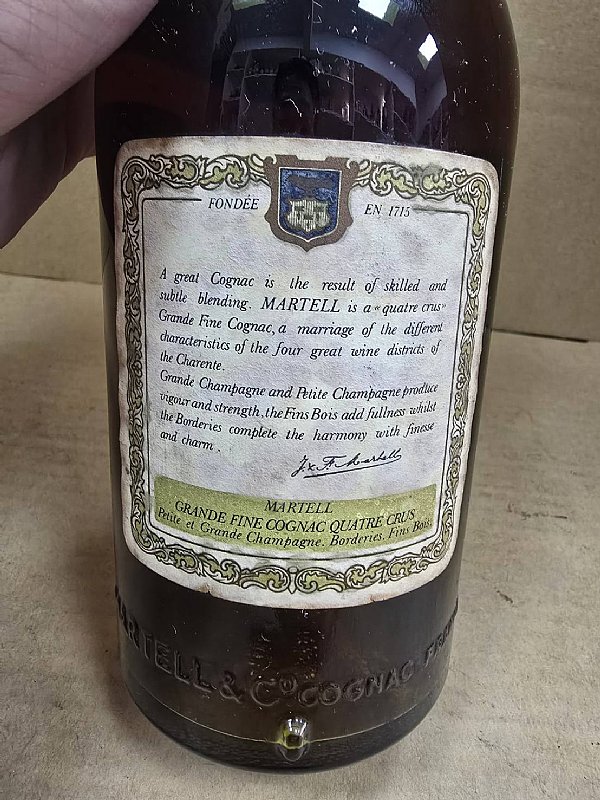 FONDÉE EN 1715
A great Cognac is the result of skilled and
subtle blending. MARTELL is a «quatre crus»
Grande Fine Cognac, a marriage of the different
characteristics of the four great wine districts of
the Charente.
Grande Champagne and Petite Champagne produce
vigour and strength, the Fins Bois add fullness whilst
the Borderies complete the harmony with finesse
and charm.
J. & F. Martell
MARTELL
GRANDE FINE COGNAC QUATRE CRUS
Petite et Grande Champagne. Borderies. Fins Bois
MARTELL & Cº COGNAC